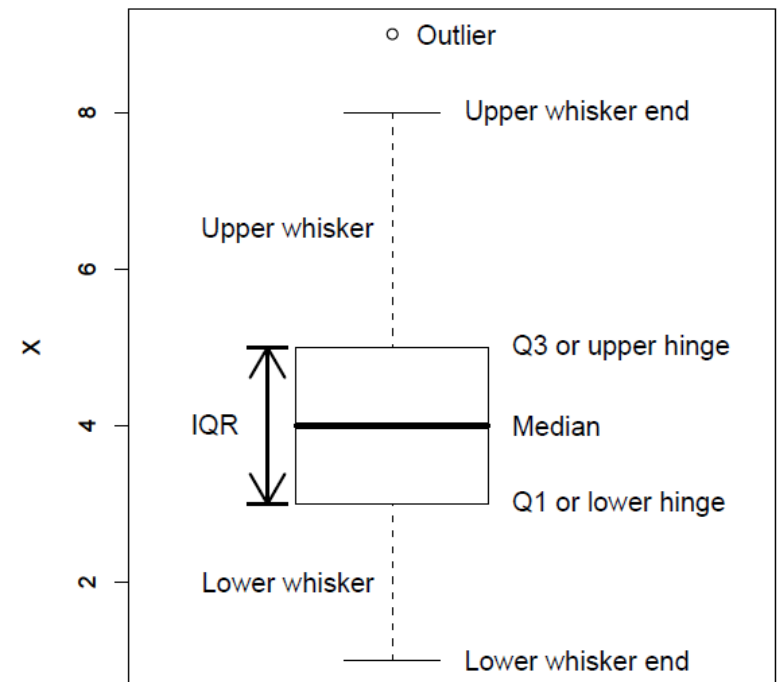 Outlier
8
Upper whisker end
Upper whisker
6
X
Q3 or upper hinge
IQR
4
Median
Q1 or lower hinge
2
Lower whisker
Lower whisker end